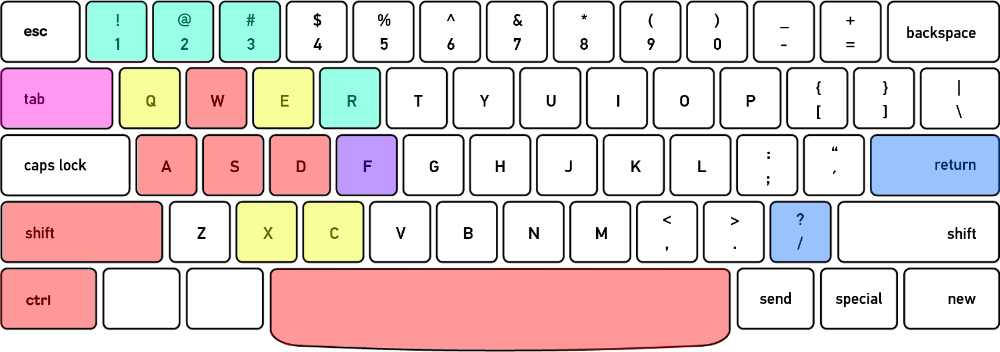 esc ! @ # $ % ^ & * ( ) _ + backspace
1 2 3 4 5 6 7 8 9 0 - =
tab Q W E R T Y U I O P { } |
[ ] \
caps lock A S D F G H J K L : “ return
; ,
shift Z X C V B N M < > ? shift
, . /
ctrl send special new